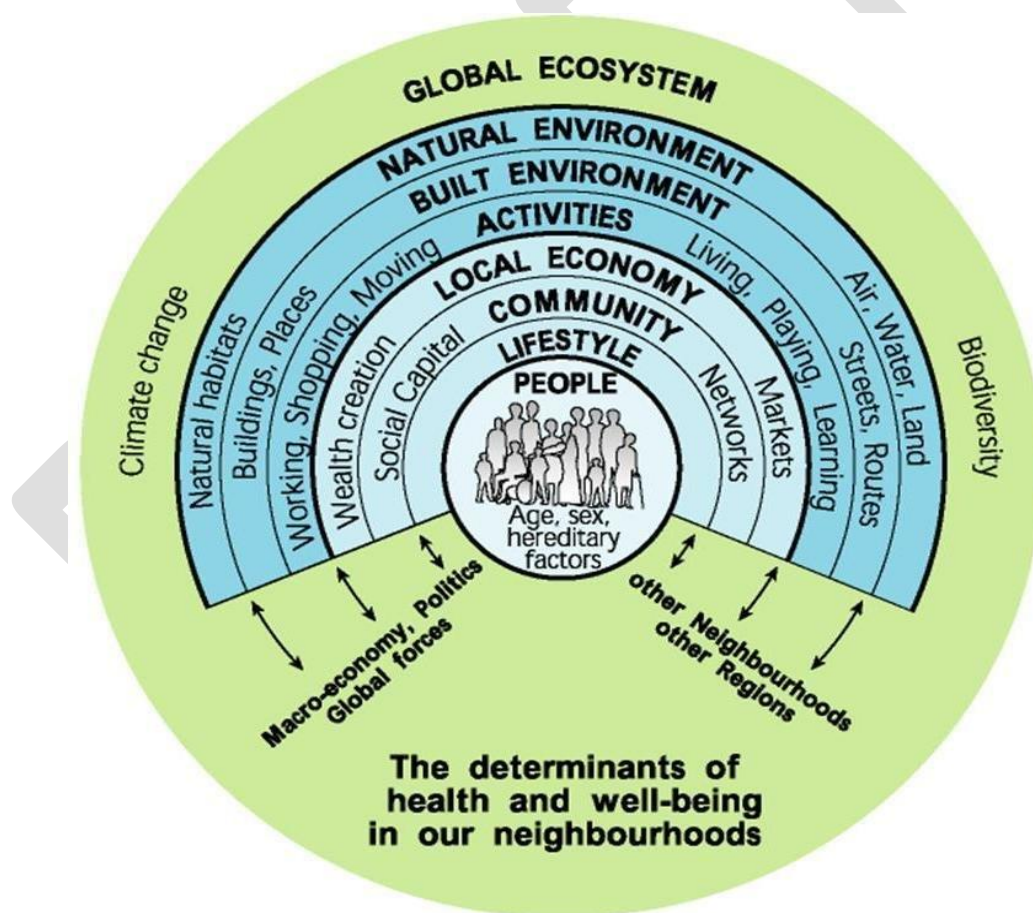 GLOBAL ECOSYSTEM
NATURAL ENVIRONMENT
BUILT ENVIRONMENT
ACTIVITIES
LOCAL ECONOMY
COMMUNITY
LIFESTYLE
PEOPLE
Age, sex,
hereditary
factors
Climate change
Natural habitats
Buildings, Places
Working, Shopping, Moving
Wealth creation
Social Capital
Networks
Markets
Living, Playing, Learning
Streets, Routes
Air, Water, Land
Biodiversity
Macro-economy, Politics
Global forces
other Neighbourhoods
other Regions
The determinants of
health and well-being
in our neighbourhoods